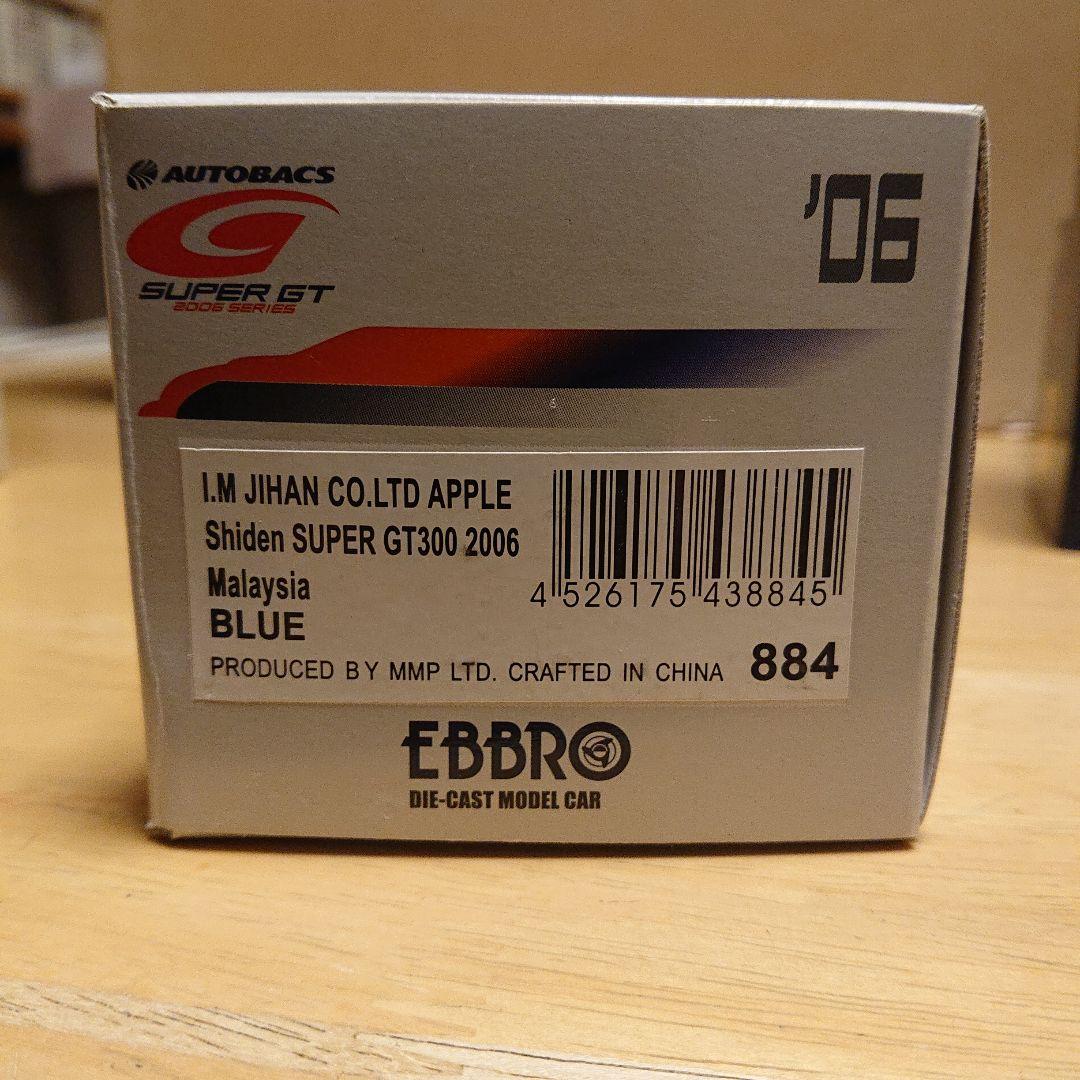 AUTOBACS
'06
SUPER GT
2006 SERIES
I.M JIHAN CO.LTD APPLE
Shiden SUPER GT300 2006
Malaysia
BLUE
4 526175 438845
PRODUCED BY MMP LTD. CRAFTED IN CHINA 884
EBBRO
DIE-CAST MODEL CAR